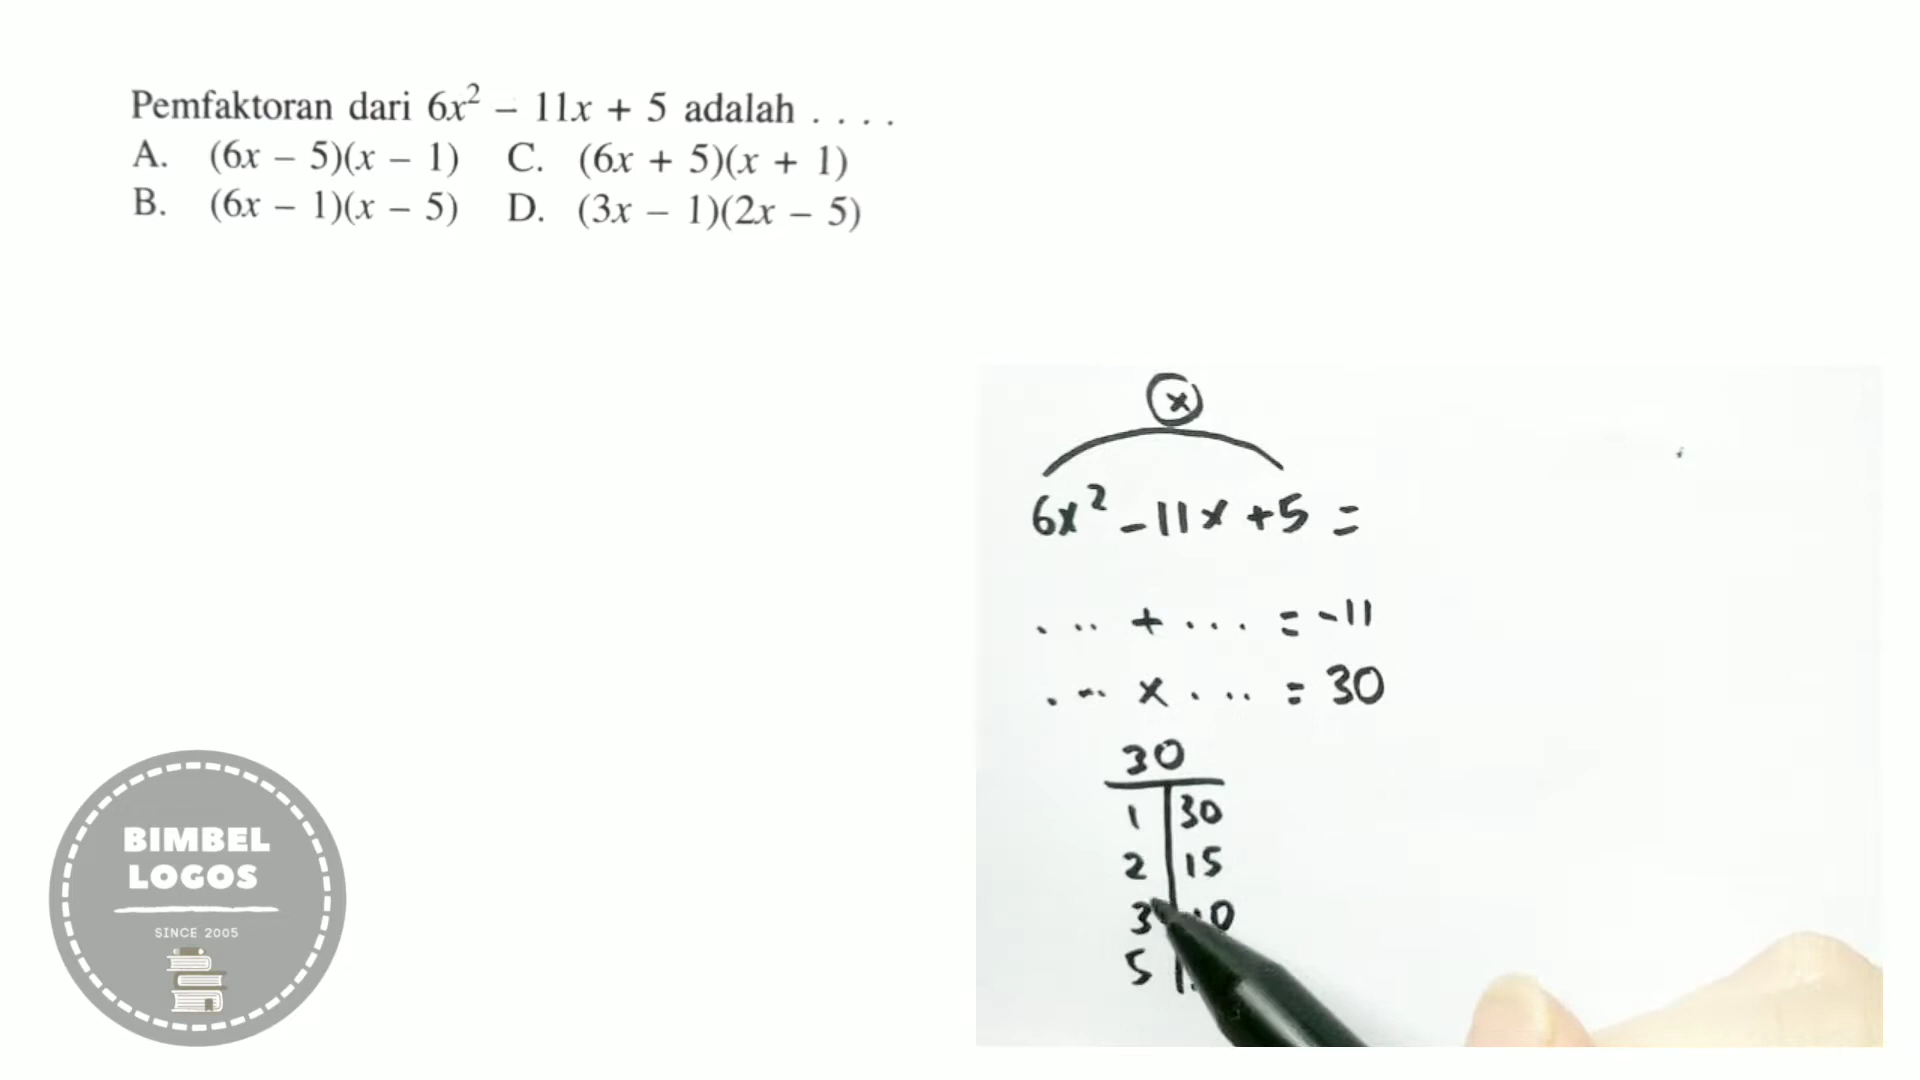 Pemfaktoran dari 6x² – 11x + 5 adalah . . . .
A. (6x – 5)(x – 1) C. (6x + 5)(x + 1)
B. (6x – 1)(x – 5) D. (3x – 1)(2x – 5)
x
6x² - 11x + 5 =
... + ... = -11
... x ... = 30
30
1 30
2 15
3
5
BIMBEL
LOGOS
SINCE 2005